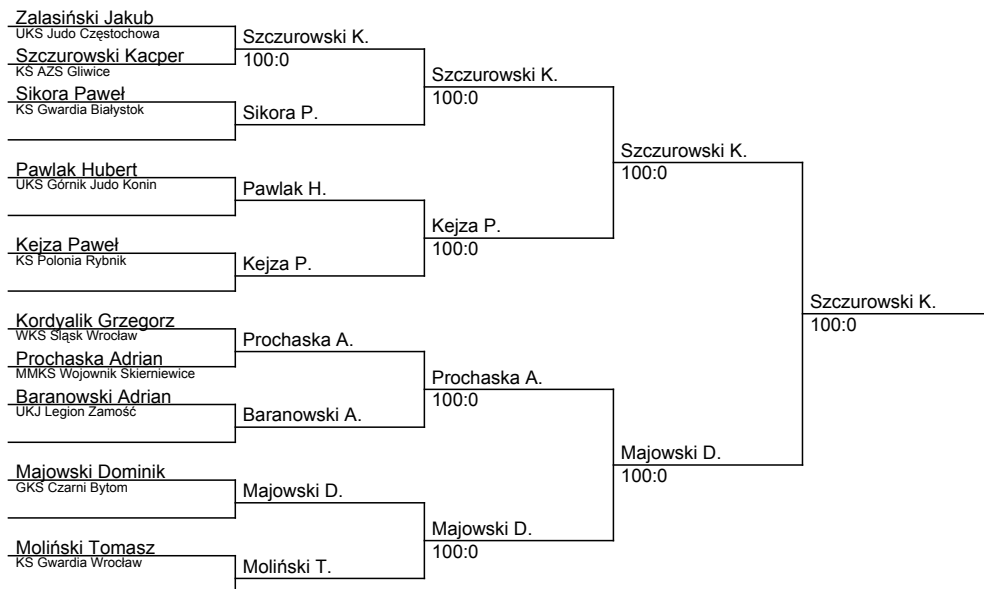 Zalasiński Jakub
UKS Judo Częstochowa
Szczurowski Kacper
KS AZS Gliwice
Sikora Paweł
KS Gwardia Białystok
Pawlak Hubert
UKS Górnik Judo Konin
Kejza Paweł
KS Polonia Rybnik
Kordyalik Grzegorz
WKS Śląsk Wrocław
Prochaska Adrian
MMKS Wojownik Skierniewice
Baranowski Adrian
UKJ Legion Zamość
Majowski Dominik
GKS Czarni Bytom
Moliński Tomasz
KS Gwardia Wrocław
Szczurowski K.
100:0
Sikora P.
Pawlak H.
Kejza P.
Prochaska A.
Baranowski A.
Majowski D.
Moliński T.
Szczurowski K.
100:0
Kejza P.
100:0
Prochaska A.
100:0
Majowski D.
100:0
Szczurowski K.
100:0
Majowski D.
100:0
Szczurowski K.
100:0